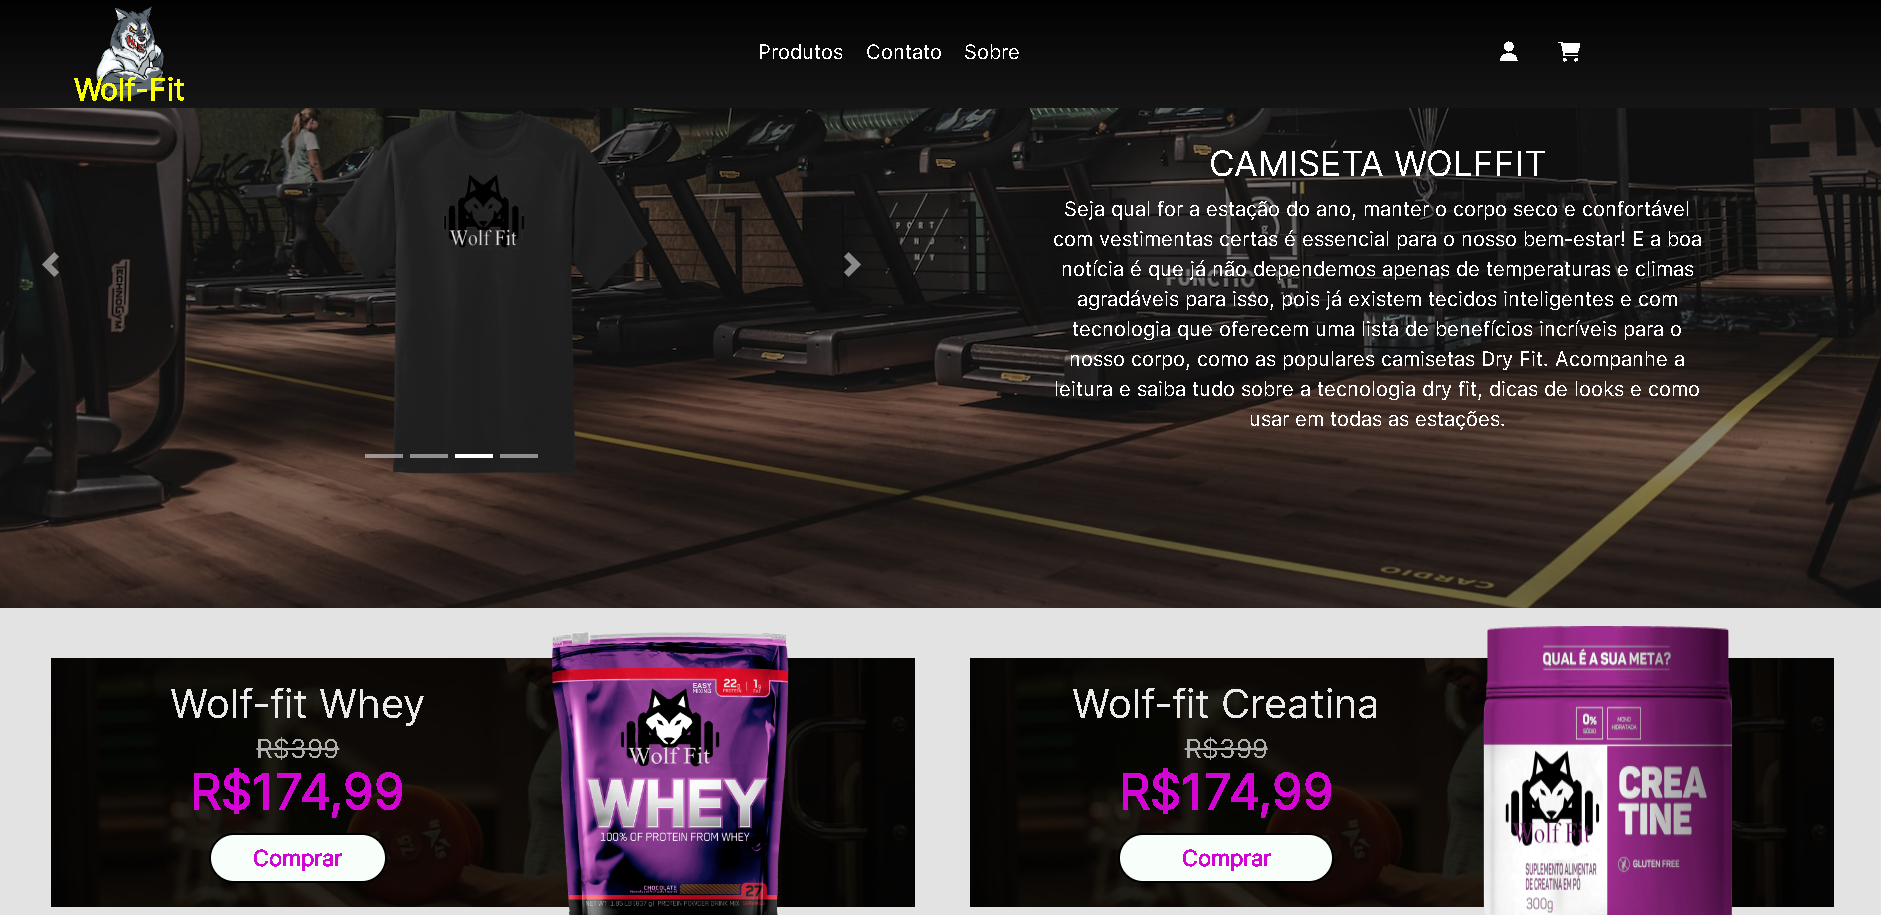 Wolf-Fit
Produtos Contato Sobre
Wolf Fit
TECHNOGYM
CAMISETA WOLFFIT
Seja qual for a estação do ano, manter o corpo seco e confortável
com vestimentas certas é essencial para o nosso bem-estar! E a boa
notícia é que já não dependemos apenas de temperaturas e climas
agradáveis para isso, pois já existem tecidos inteligentes e com
tecnologia que oferecem uma lista de benefícios incríveis para o
nosso corpo, como as populares camisetas Dry Fit. Acompanhe a
leitura e saiba tudo sobre a tecnologia dry fit, dicas de looks e como
usar em todas as estações.
CARDIO
Wolf-fit Whey
R$399
R$174,99
Comprar
EASY
MIXING
22g
PROTEIN
1g
FAT
Wolf Fit
WHEY
100% OF PROTEIN FROM WHEY
CHOCOLATE
27
Wolf-fit Creatina
R$399
R$174,99
Comprar
QUAL É A SUA META?
0%
SÓDIO
MONO
HIDRATADA
Wolf Fit
CREA
TINE
SUPLEMENTO ALIMENTAR
DE CREATINA EM PÓ
300g
GLUTEN FREE